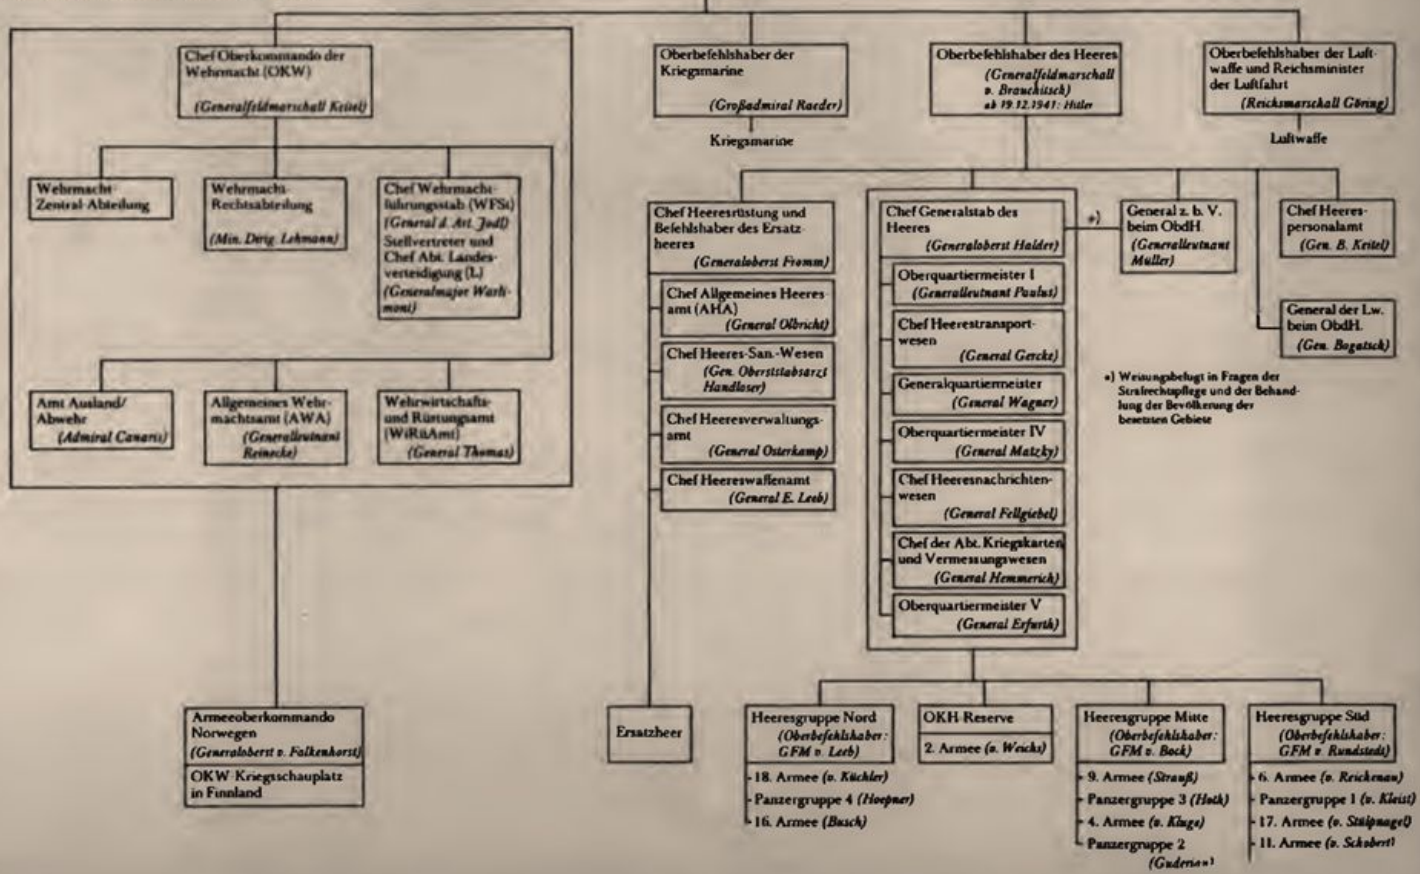 Chef Oberkommando der
Wehrmacht (OKW)
(Generalfeldmarschall Keitel)
Oberbefehlshaber der
Kriegsmarine
(Großadmiral Raeder)
Kriegsmarine
Oberbefehlshaber des Heeres
(Generalfeldmarschall
v. Brauchitsch)
ab 19.12.1941: Hitler
Oberbefehlshaber der Luft-
waffe und Reichsminister
der Luftfahrt
(Reichsmarschall Göring)
Luftwaffe
Wehrmacht-
Zentral-Abteilung
Wehrmacht-
Rechtsabteilung
(Min. Dirig. Lehmann)
Chef Wehrmacht-
führungsstab (WFSt)
(General d. Art. Jodl)
Stellvertreter und
Chef Abt. Landes-
verteidigung (L)
(Generalmajor Warli-
mont)
Amt Ausland/
Abwehr
(Admiral Canaris)
Allgemeines Wehr-
machtsamt (AWA)
(Generalleutnant
Reinecke)
Wehrwirtschafts-
und Rüstungsamt
(WiRüAmt)
(General Thomas)
Armeeoberkommando
Norwegen
(Generaloberst v. Falkenhorst)
OKW-Kriegsschauplatz
in Finnland
Chef Heeresrüstung und
Befehlshaber des Ersatz-
heeres
(Generaloberst Fromm)
Chef Allgemeines Heeres
amt (AHA)
(General Olbricht)
Chef Heeres-San.-Wesen
(Gen. Oberststabsarzt
Handloser)
Chef Heeresverwaltungs-
amt
(General Osterkamp)
Chef Heereswaffenamt
(General E. Leeb)
Ersatzheer
Chef Generalstab des
Heeres
(Generaloberst Halder)
Oberquartiermeister I
(Generalleutnant Paulus)
Chef Heerestransport-
wesen
(General Gercke)
Generalquartiermeister
(General Wagner)
Oberquartiermeister IV
(General Matzky)
Chef Heeresnachrichten-
wesen
(General Fellgiebel)
Chef der Abt. Kriegskarten
und Vermessungswesen
(General Hemmerich)
Oberquartiermeister V
(General Erfurth)
*)
General z. b. V.
beim ObdH
(Generalleutnant
Müller)
Chef Heeres-
personalamt
(Gen. B. Keitel)
General der Lw.
beim ObdH.
(Gen. Bogatsch)
*) Weisungsbefugt in Fragen der
Strafrechtspflege und der Behand-
lung der Bevölkerung der
besetzten Gebiete
Heeresgruppe Nord
(Oberbefehlshaber:
GFM v. Leeb)
18. Armee (v. Küchler)
Panzergruppe 4 (Hoepner)
16. Armee (Busch)
OKH-Reserve
2. Armee (v. Weichs)
Heeresgruppe Mitte
(Oberbefehlshaber:
GFM v. Bock)
9. Armee (Strauß)
Panzergruppe 3 (Hoth)
4. Armee (v. Kluge)
Panzergruppe 2
(Guderian)
Heeresgruppe Süd
(Oberbefehlshaber:
GFM v. Rundstedt)
6. Armee (v. Reichenau)
Panzergruppe 1 (v. Kleist)
17. Armee (v. Stülpnagel)
11. Armee (v. Schobert)